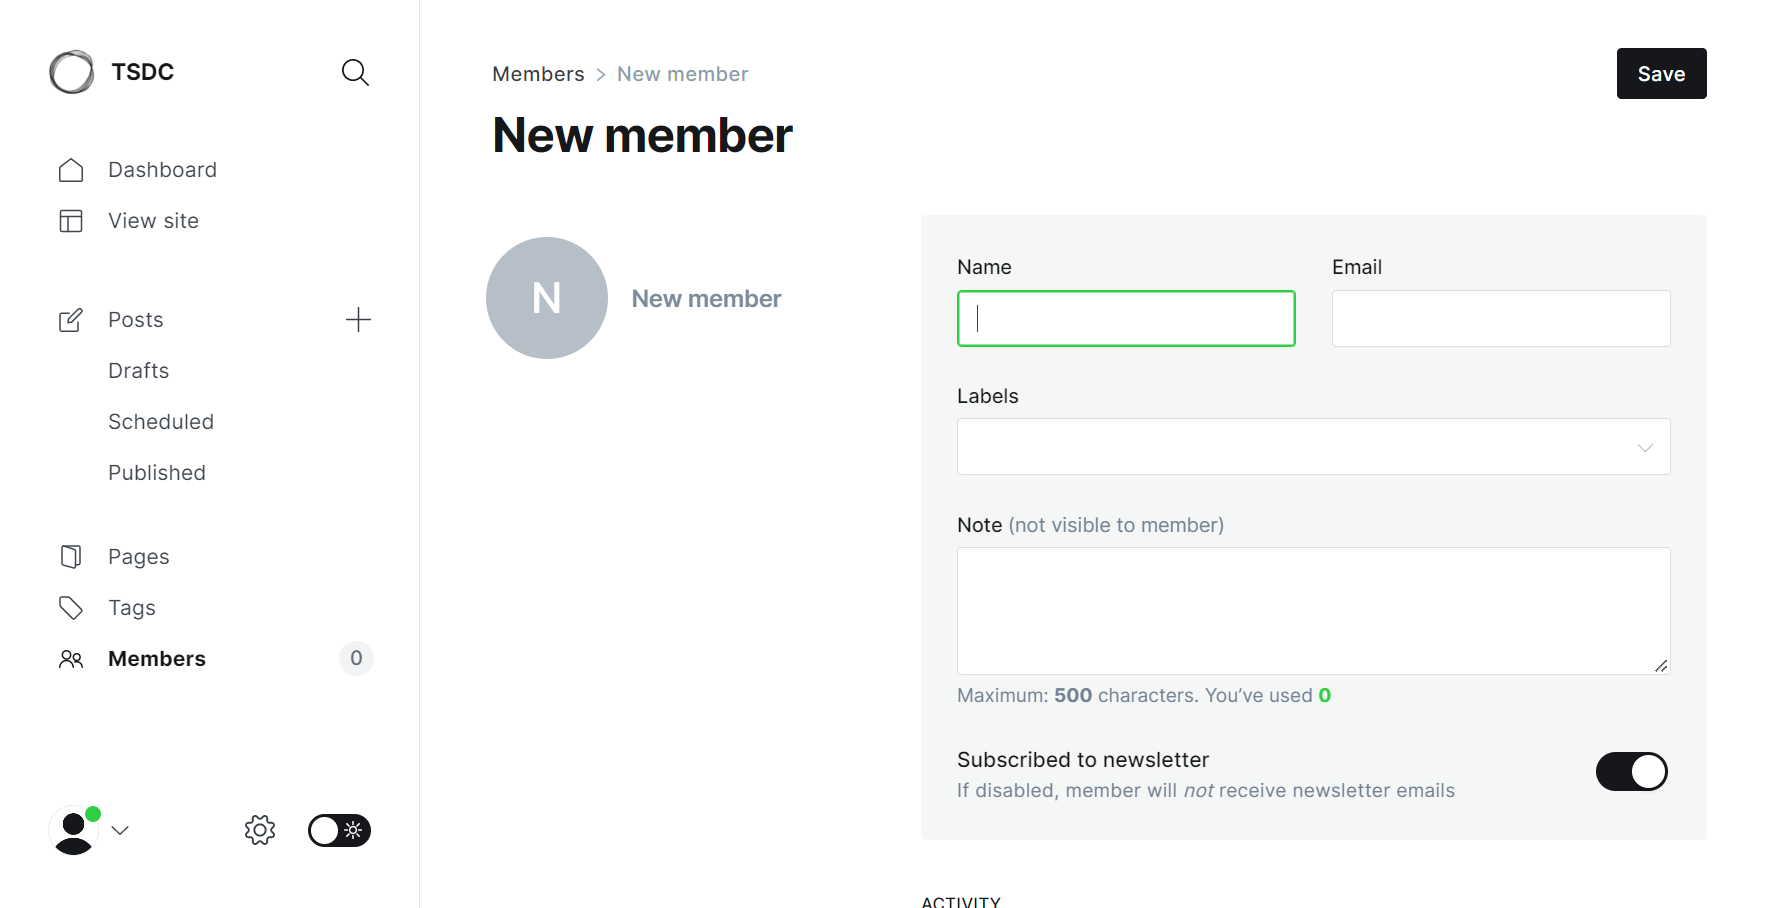 TSDC
Dashboard
View site
Posts
Drafts
Scheduled
Published
Pages
Tags
Members 0
Members > New member
Save
New member
N New member
Name Email
Labels
Note (not visible to member)
Maximum: 500 characters. You’ve used 0
Subscribed to newsletter
If disabled, member will not receive newsletter emails
ACTIVITY